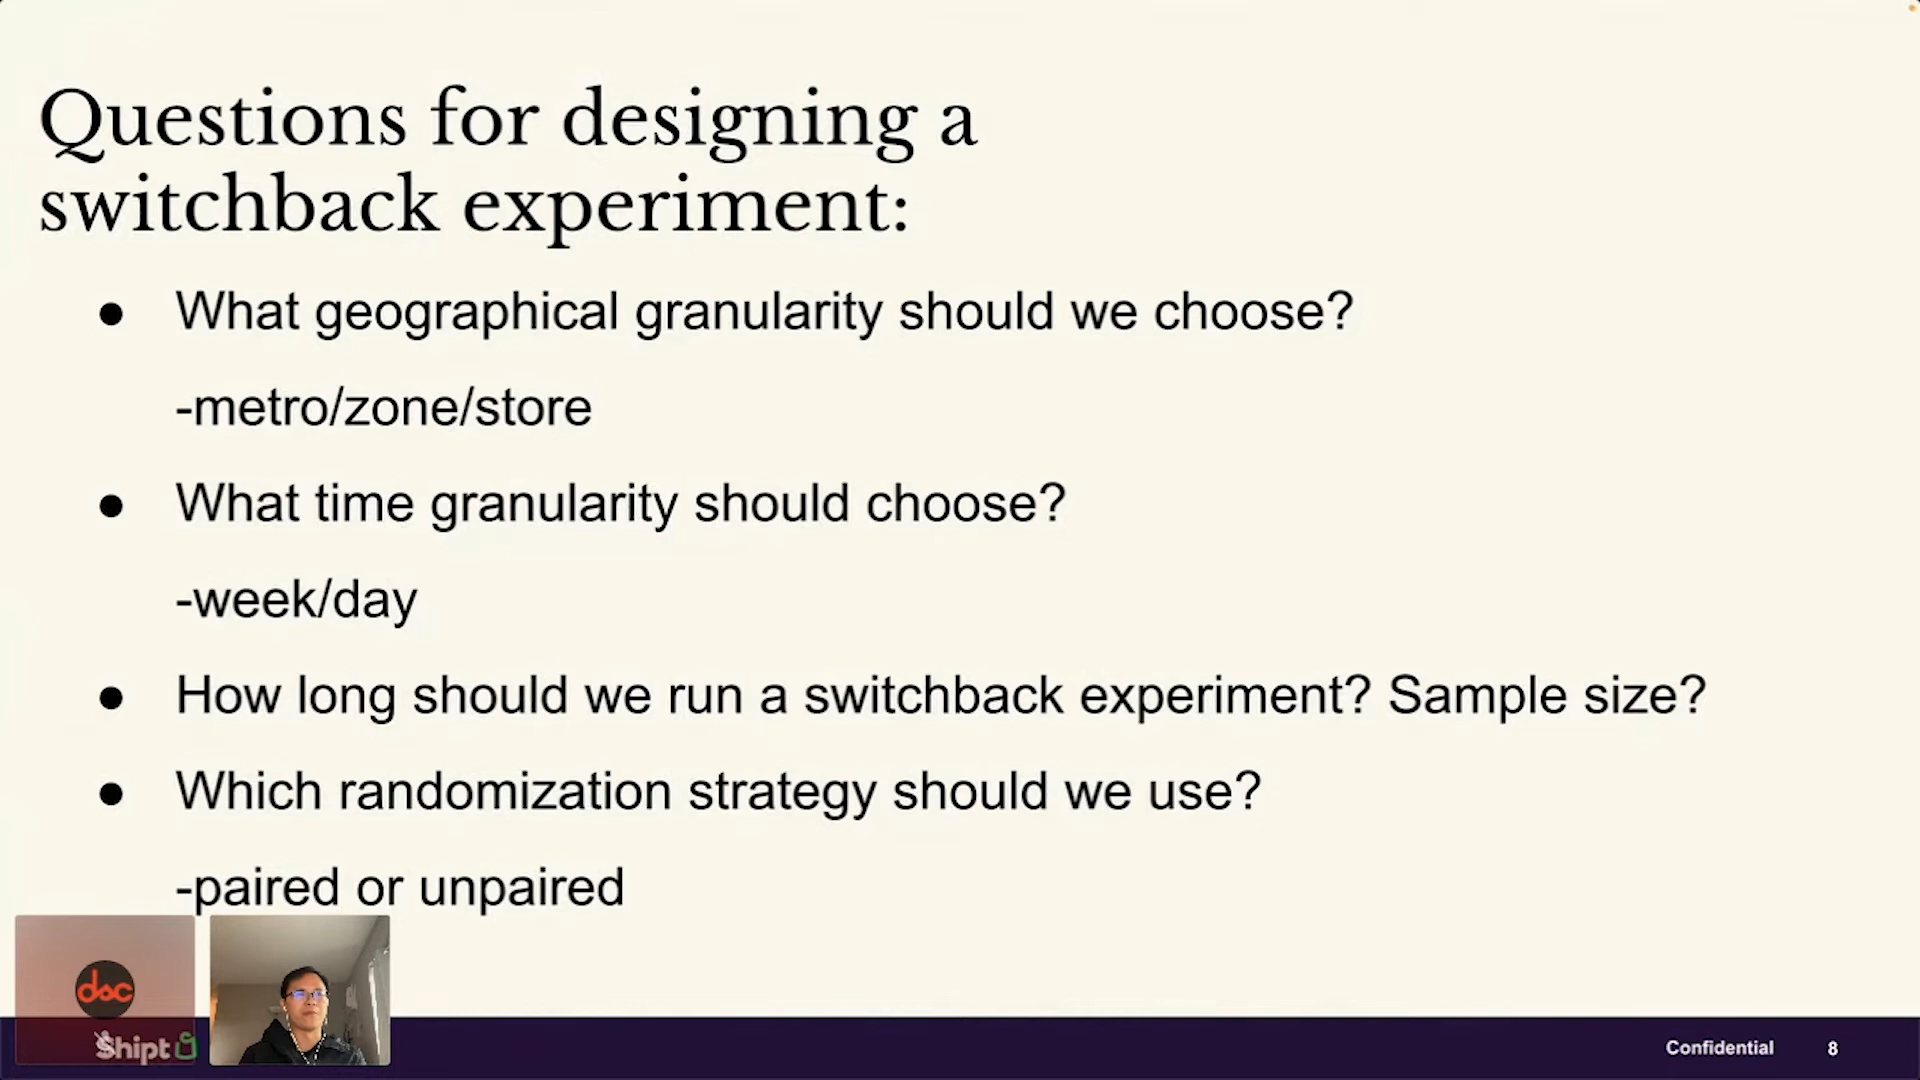 Questions for designing a
switchback experiment:
● What geographical granularity should we choose?
-metro/zone/store
● What time granularity should choose?
-week/day
● How long should we run a switchback experiment? Sample size?
● Which randomization strategy should we use?
-paired or unpaired
doc
Shipt
Confidential 8